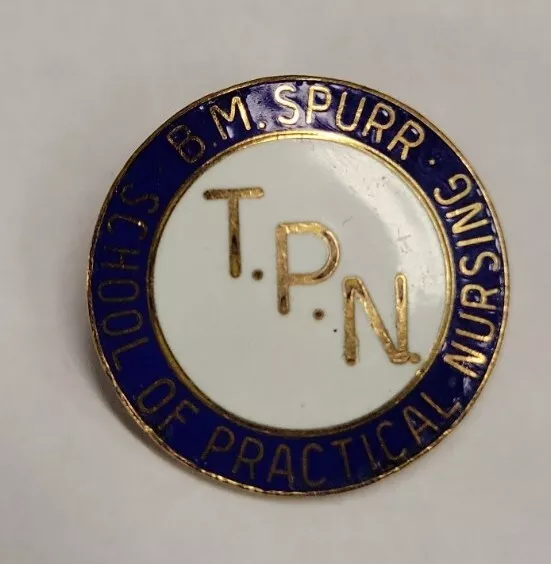 B.M. SPURR.
SCHOOL OF PRACTICAL NURSING
T.P.N.